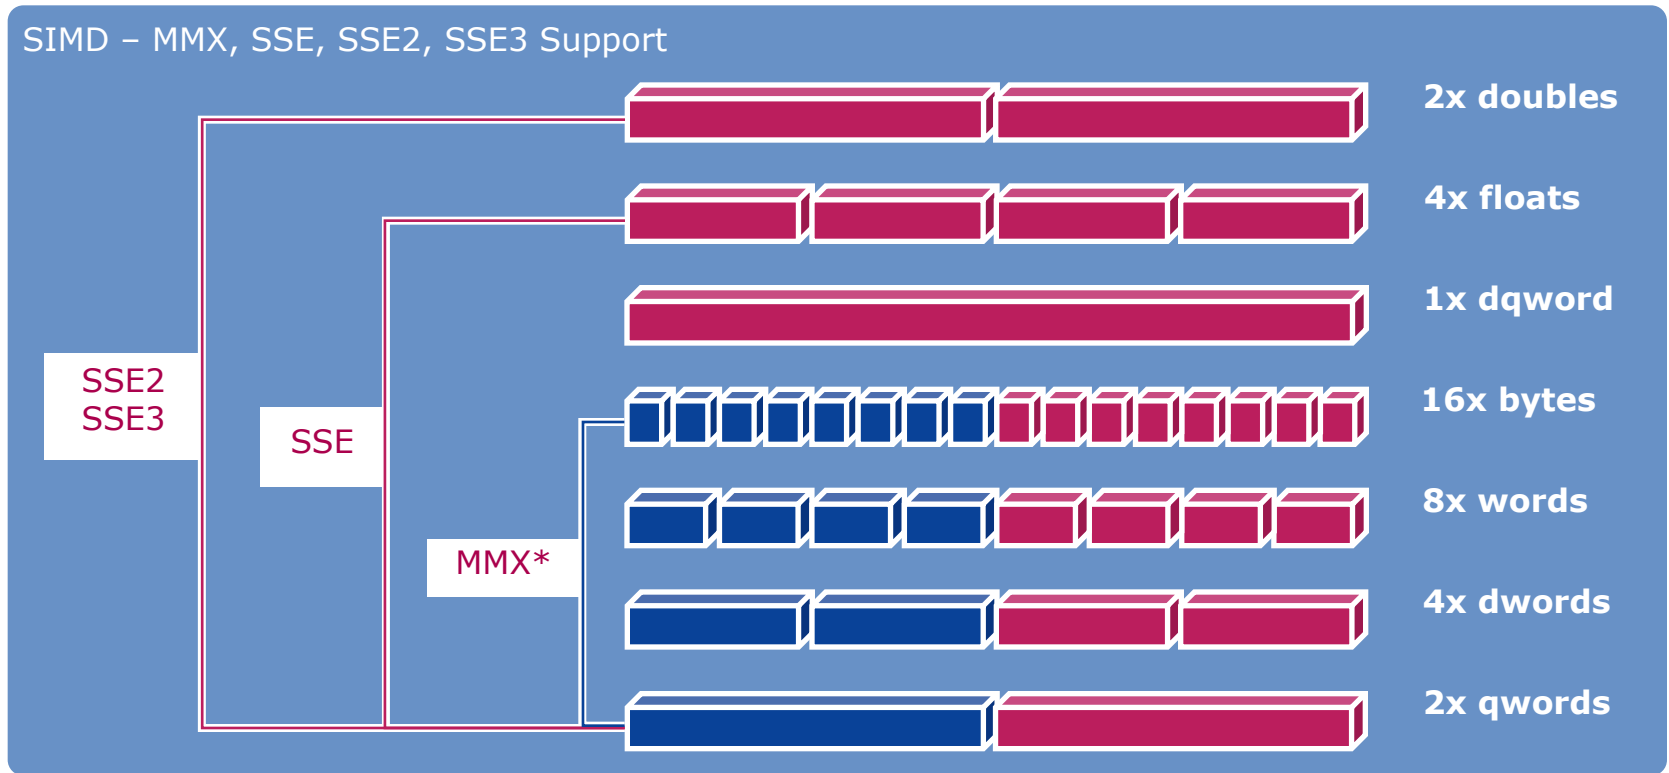 SIMD – MMX, SSE, SSE2, SSE3 Support
2x doubles
4x floats
1x dqword
SSE2
SSE3
16x bytes
SSE
8x words
MMX*
4x dwords
2x qwords